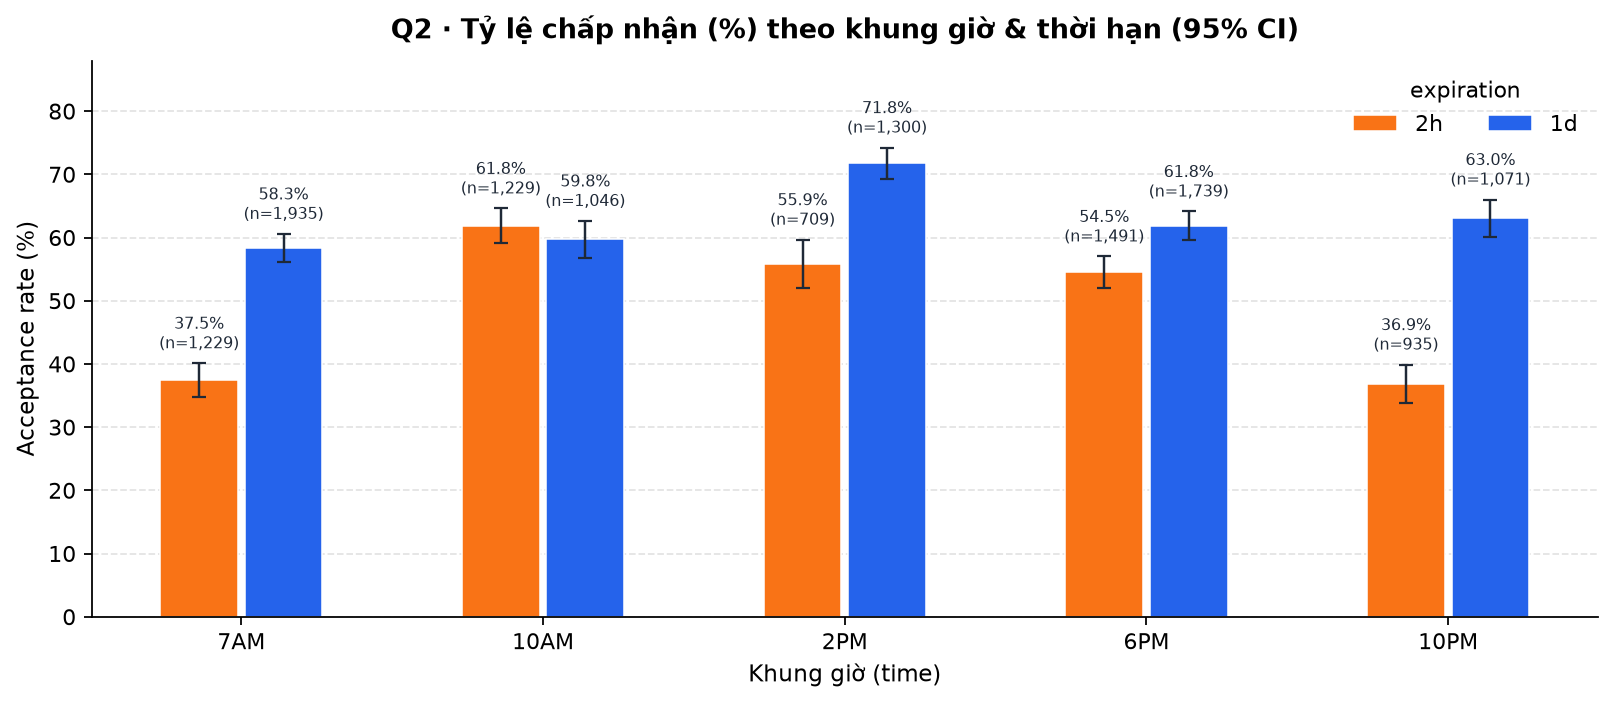 Q2 · Tỷ lệ chấp nhận (%) theo khung giờ & thời hạn (95% CI)
expiration
2h
1d
Acceptance rate (%)
80
70
60
50
40
30
20
10
0
37.5%
(n=1,229)
58.3%
(n=1,935)
61.8%
(n=1,229)
59.8%
(n=1,046)
55.9%
(n=709)
71.8%
(n=1,300)
54.5%
(n=1,491)
61.8%
(n=1,739)
36.9%
(n=935)
63.0%
(n=1,071)
7AM
10AM
2PM
6PM
10PM
Khung giờ (time)